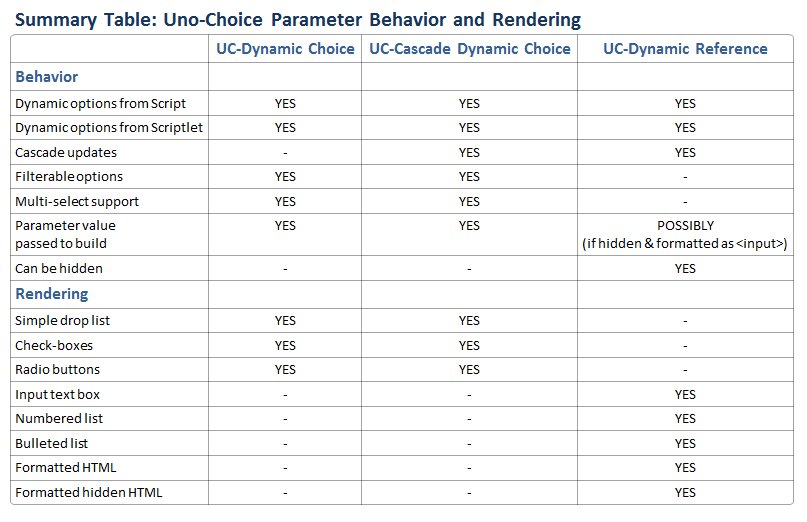 Summary Table: Uno-Choice Parameter Behavior and Rendering
UC-Dynamic Choice UC-Cascade Dynamic Choice UC-Dynamic Reference
Behavior
Dynamic options from Script YES YES YES
Dynamic options from Scriptlet YES YES YES
Cascade updates - YES YES
Filterable options YES YES -
Multi-select support YES YES -
Parameter value YES YES POSSIBLY
passed to build (if hidden & formatted as <input>)
Can be hidden - - YES
Rendering
Simple drop list YES YES -
Check-boxes YES YES -
Radio buttons YES YES -
Input text box - - YES
Numbered list - - YES
Bulleted list - - YES
Formatted HTML - - YES
Formatted hidden HTML - - YES